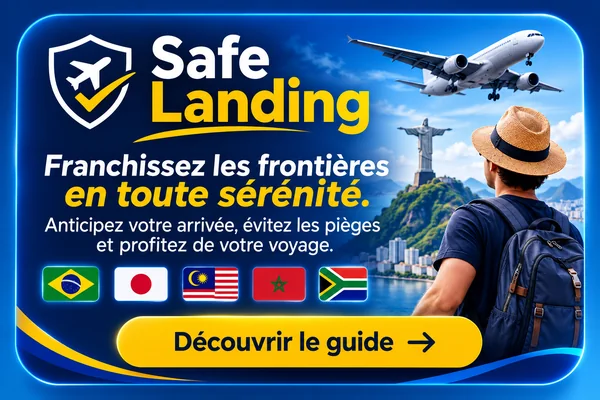 Safe
Landing
Franchissez les frontières
en toute sérénité.
Anticipez votre arrivée, évitez les pièges
et profitez de votre voyage.
Découvrir le guide →